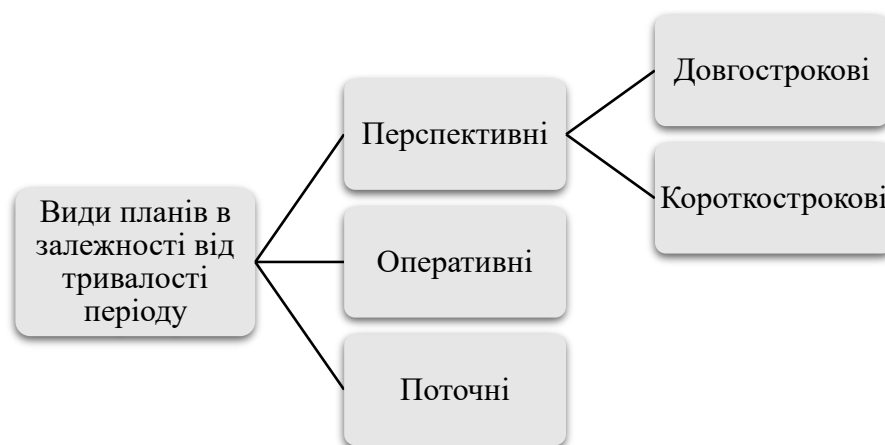 Види планів в
залежності від
тривалості
періоду
Перспективні
Оперативні
Поточні
Довгострокові
Короткострокові